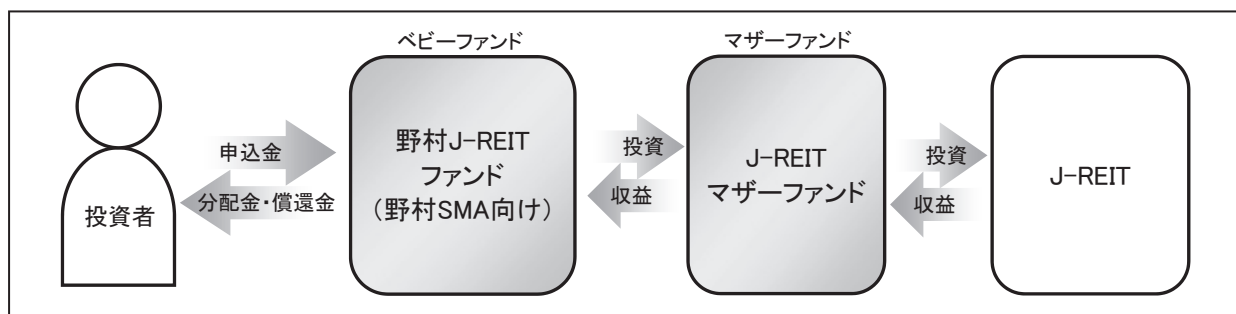 ベビーファンド
マザーファンド
投資者
申込金
分配金・償還金
野村J-REIT
ファンド
(野村SMA向け)
投資
収益
J-REIT
マザーファンド
投資
収益
J-REIT